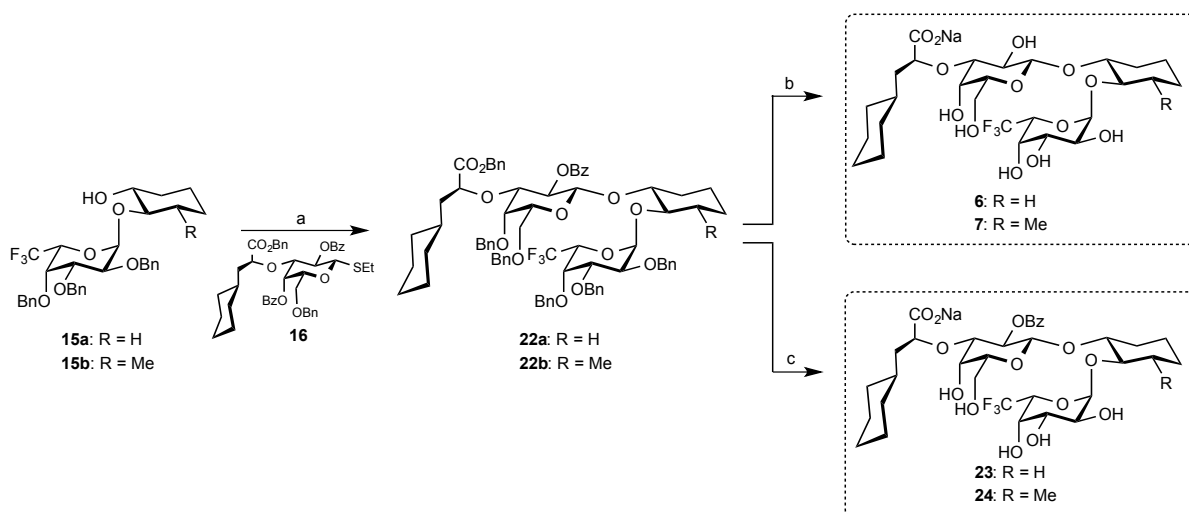 HO
O
R
F3C
O
OBn
BnO
OBn
15a: R = H
15b: R = Me
a
CO2Bn
OBz
O
O
SEt
BzO
OBn
16
CO2Bn
OBz
O
O
O
O
BnO
OBn
F3C
O
R
OBn
BnO
OBn
22a: R = H
22b: R = Me
b
c
CO2Na
OH
O
O
O
O
HO
HO
F3C
O
R
OH
OH
HO
6: R = H
7: R = Me
CO2Na
OBz
O
O
O
O
HO
HO
F3C
O
R
OH
OH
HO
23: R = H
24: R = Me